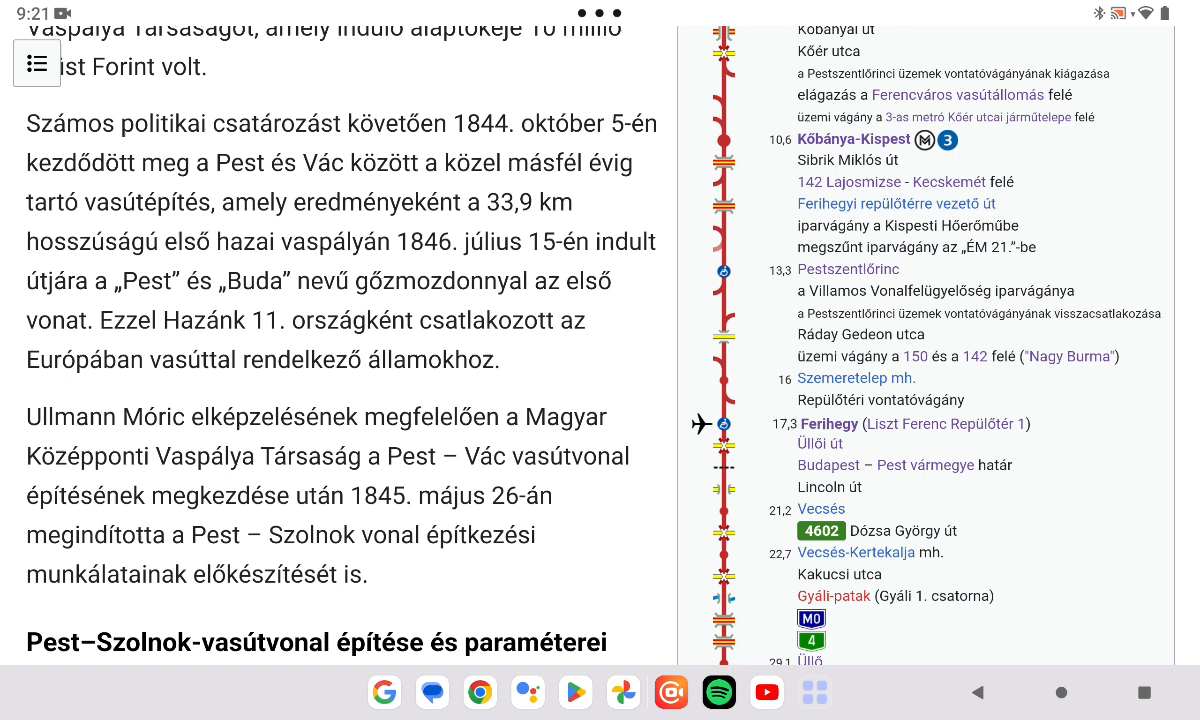 9:21
Vaspálya Társaságot, amely induló alaptőkéje 10 millió
üst Forint volt.
Számos politikai csatározást követően 1844. október 5-én
kezdődött meg a Pest és Vác között a közel másfél évig
tartó vasútépítés, amely eredményeként a 33,9 km
hosszúságú első hazai vaspályán 1846. július 15-én indult
útjára a „Pest” és „Buda” nevű gőzmozdonnyal az első
vonat. Ezzel Hazánk 11. országként csatlakozott az
Európában vasúttal rendelkező államokhoz.
Ullmann Móric elképzelésének megfelelően a Magyar
Középponti Vaspálya Társaság a Pest – Vác vasútvonal
építésének megkezdése után 1845. május 26-án
megindította a Pest – Szolnok vonal építkezési
munkálatainak előkészítését is.
Pest–Szolnok-vasútvonal építése és paraméterei
Kőbányai út
Kőér utca
a Pestszentlőrinci üzemek vontatóvágányának kiágazása
elágazás a Ferencváros vasútállomás felé
üzemi vágány a 3-as metró Kőér utcai járműtelepe felé
10,6 Kőbánya-Kispest M 3
Sibrik Miklós út
142 Lajosmizse - Kecskemét felé
Ferihegyi repülőtérre vezető út
iparvágány a Kispesti Hőerőműbe
megszűnt iparvágány az „ÉM 21.”-be
13,3 Pestszentlőrinc
a Villamos Vonalfelügyelőség iparvágánya
a Pestszentlőrinci üzemek vontatóvágányának visszacsatlakozása
Ráday Gedeon utca
üzemi vágány a 150 és a 142 felé ("Nagy Burma")
16 Szemeretelep mh.
Repülőtéri vontatóvágány
17,3 Ferihegy (Liszt Ferenc Repülőtér 1)
Üllői út
Budapest – Pest vármegye határ
Lincoln út
21,2 Vecsés
4602 Dózsa György út
22,7 Vecsés-Kertekalja mh.
Kakucsi utca
Gyáli-patak (Gyáli 1. csatorna)
M0
4
29,1 Üllő